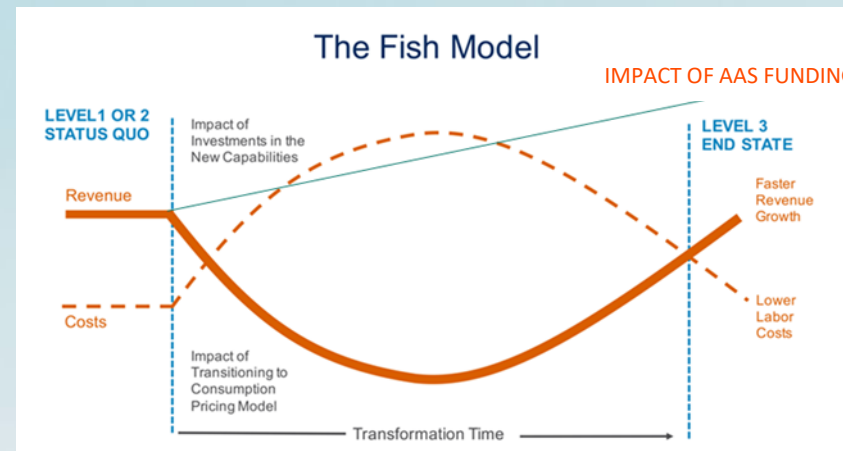 The Fish Model
IMPACT OF AAS FUNDING
LEVEL1 OR 2
STATUS QUO
Impact of
Investments in the
New Capabilities
LEVEL 3
END STATE
Revenue
Faster
Revenue
Growth
Costs
Lower
Labor
Costs
Impact of
Transitioning to
Consumption
Pricing Model
Transformation Time